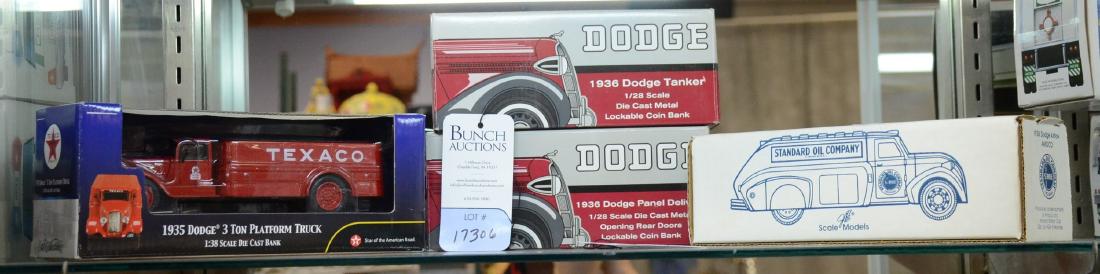 TEXACO
1935 DODGE® 3 TON PLATFORM TRUCK
1:38 SCALE DIE CAST BANK
Star of the American Road
DODGE
1936 Dodge Tanker
1/28 Scale
Die Cast Metal
Lockable Coin Bank
BUNCH
AUCTIONS
LOT #
17306
DODGE
1936 Dodge Panel Deliv
1/28 Scale Die Cast Metal
Opening Rear Doors
Lockable Coin Bank
STANDARD OIL COMPANY
Scale Models